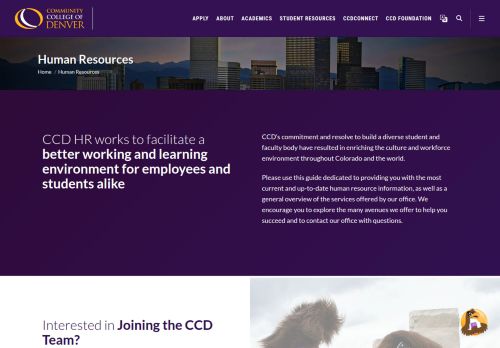 COMMUNITY
COLLEGE OF
DENVER
APPLY ABOUT ACADEMICS STUDENT RESOURCES CCDCONNECT CCD FOUNDATION
Human Resources
Home / Human Resources
CCD HR works to facilitate a
better working and learning
environment for employees and
students alike
CCD's commitment and resolve to build a diverse student and
faculty body have resulted in enriching the culture and workforce
environment throughout Colorado and the world.
Please use this guide dedicated to providing you with the most
current and up-to-date human resource information, as well as a
general overview of the services offered by our office. We
encourage you to explore the many avenues we offer to help you
succeed and to contact our office with questions.
Interested in Joining the CCD
Team?